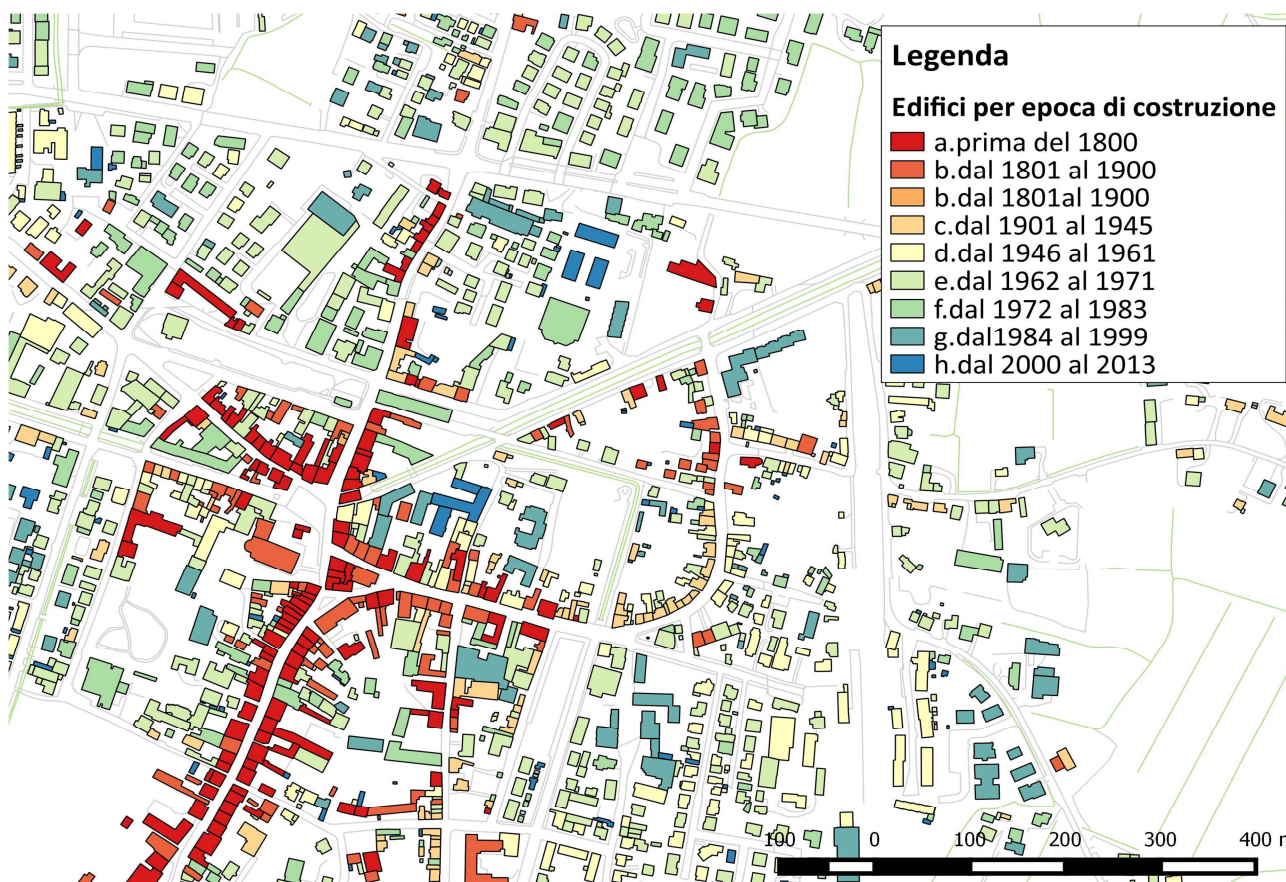 Legenda
Edifici per epoca di costruzione
a.prima del 1800
b.dal 1801 al 1900
b.dal 1801al 1900
c.dal 1901 al 1945
d.dal 1946 al 1961
e.dal 1962 al 1971
f.dal 1972 al 1983
g.dal1984 al 1999
h.dal 2000 al 2013
100 0 100 200 300 400 m